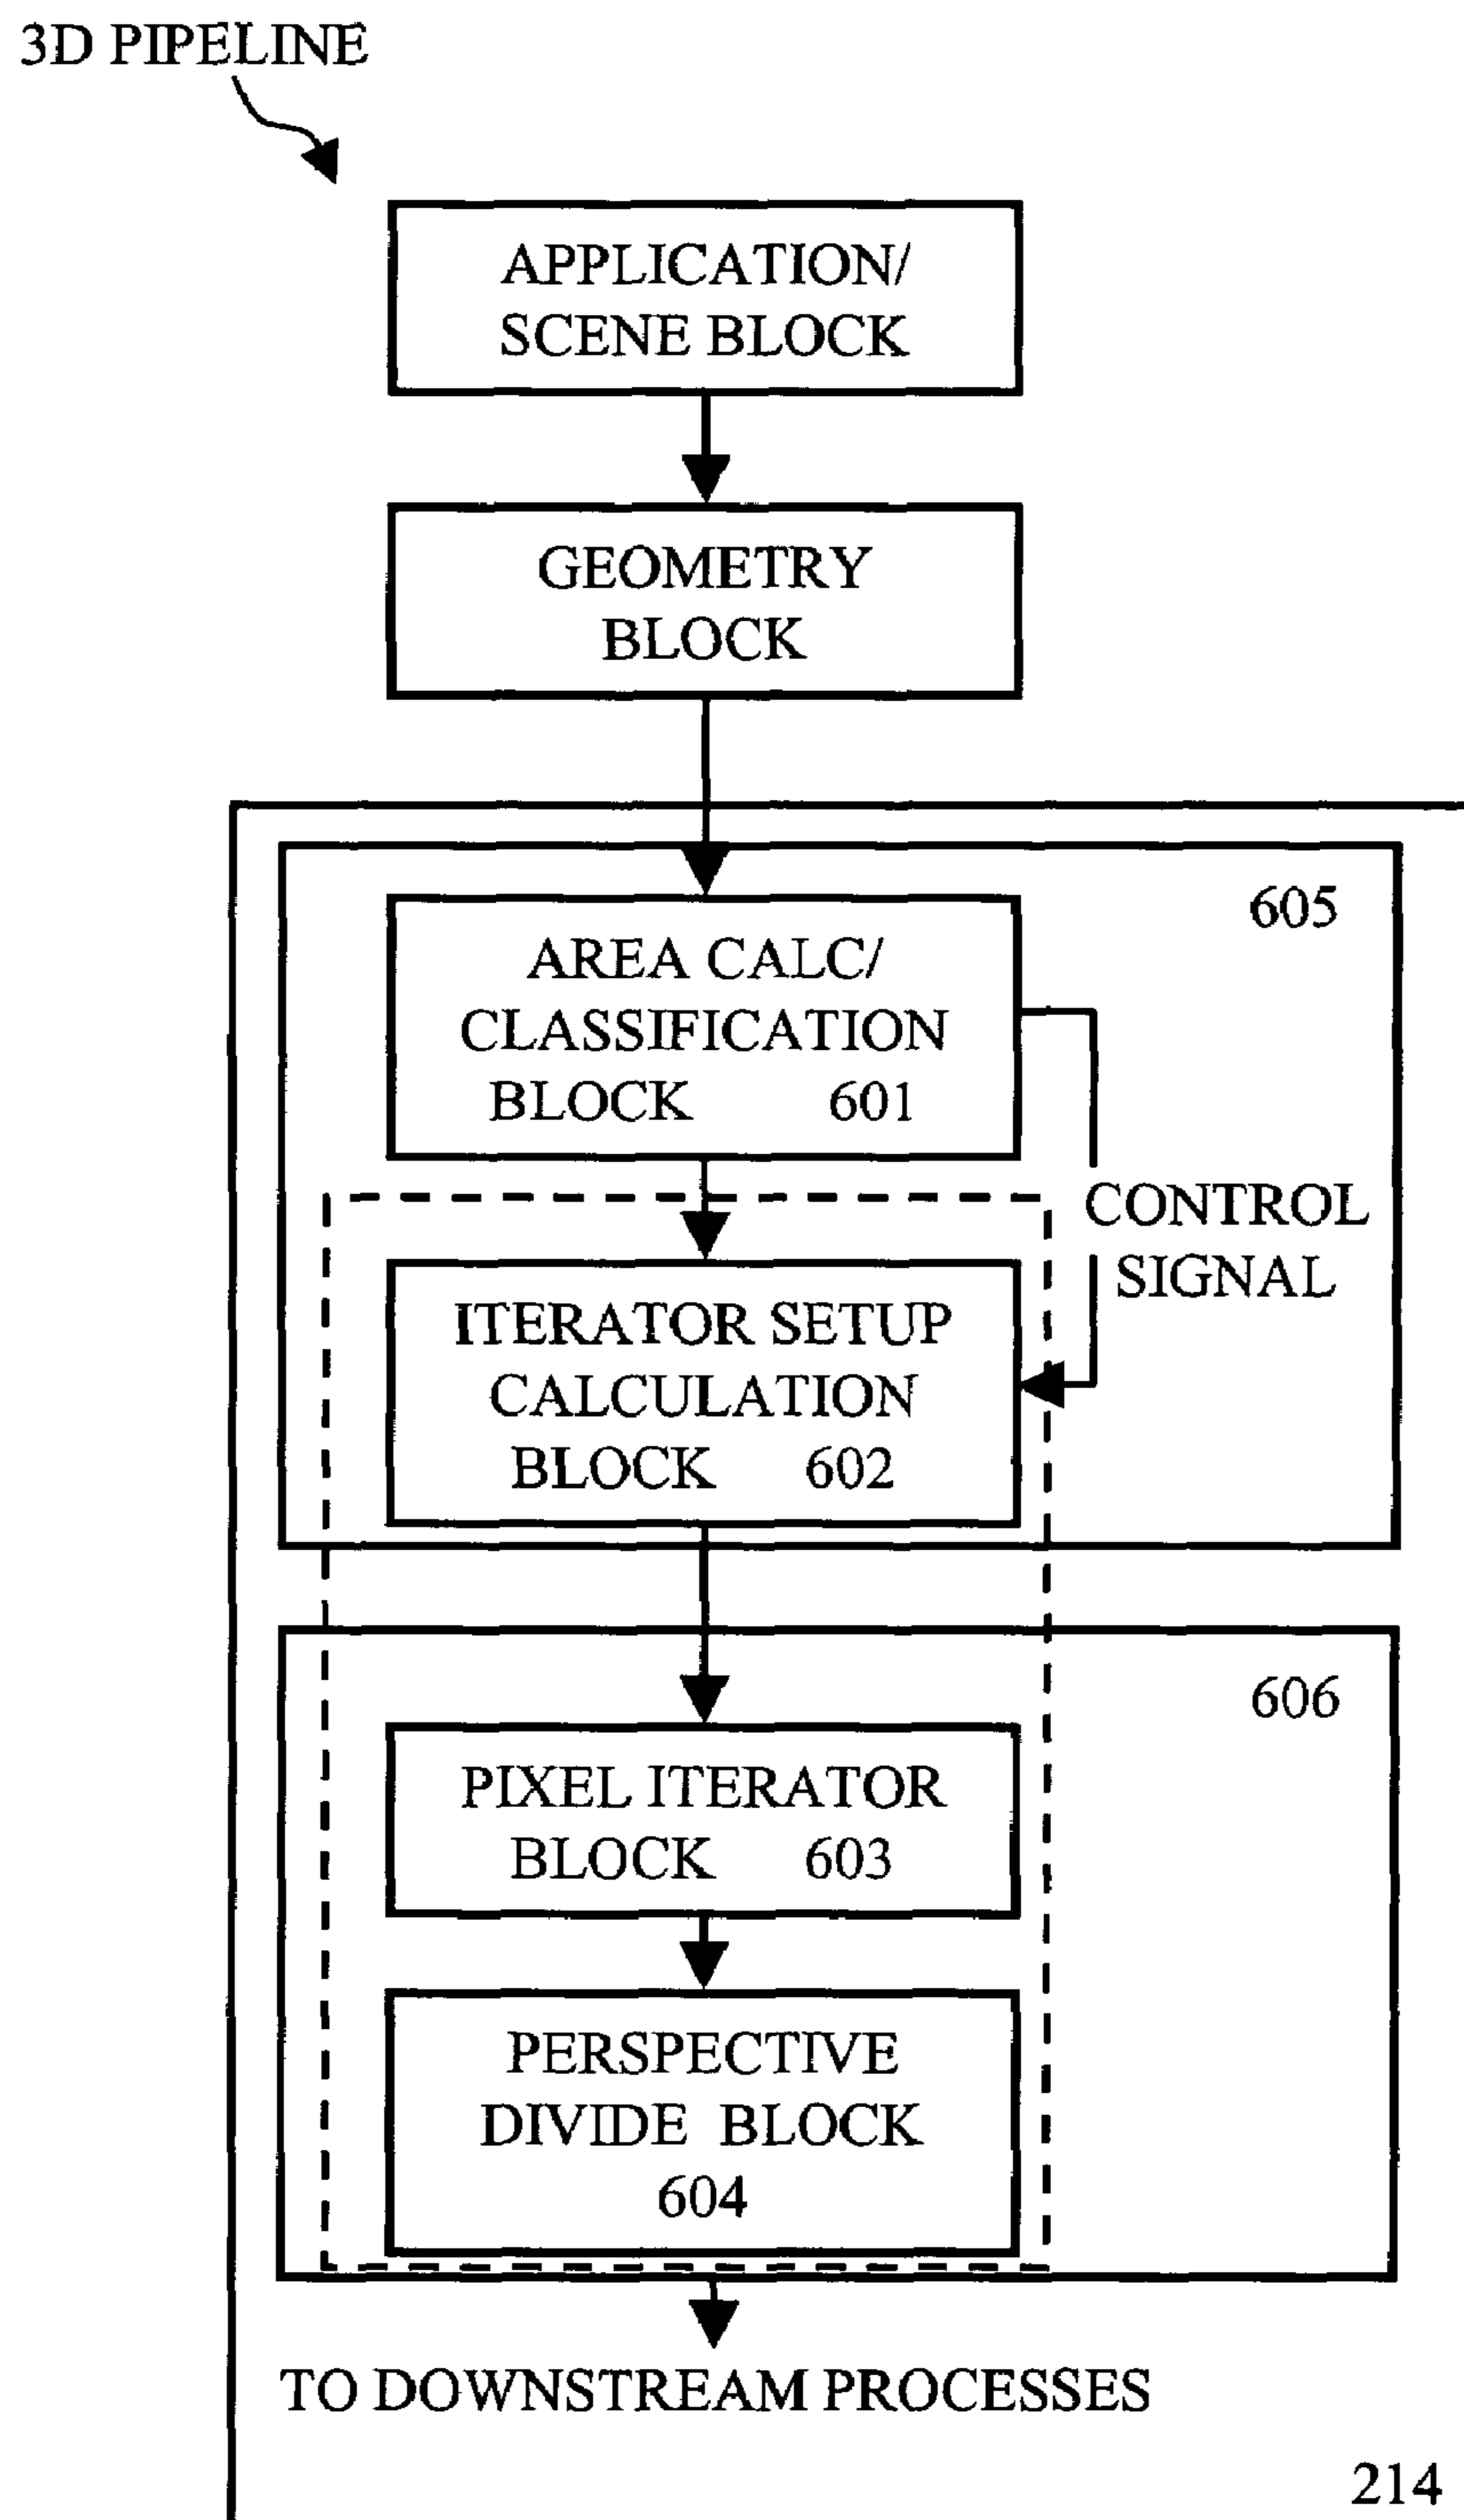 3D PIPELINE
APPLICATION/
SCENE BLOCK
GEOMETRY
BLOCK
605
AREA CALC/
CLASSIFICATION
BLOCK 601
CONTROL
SIGNAL
ITERATOR SETUP
CALCULATION
BLOCK 602
606
PIXEL ITERATOR
BLOCK 603
PERSPECTIVE
DIVIDE BLOCK
604
TO DOWNSTREAM PROCESSES
214